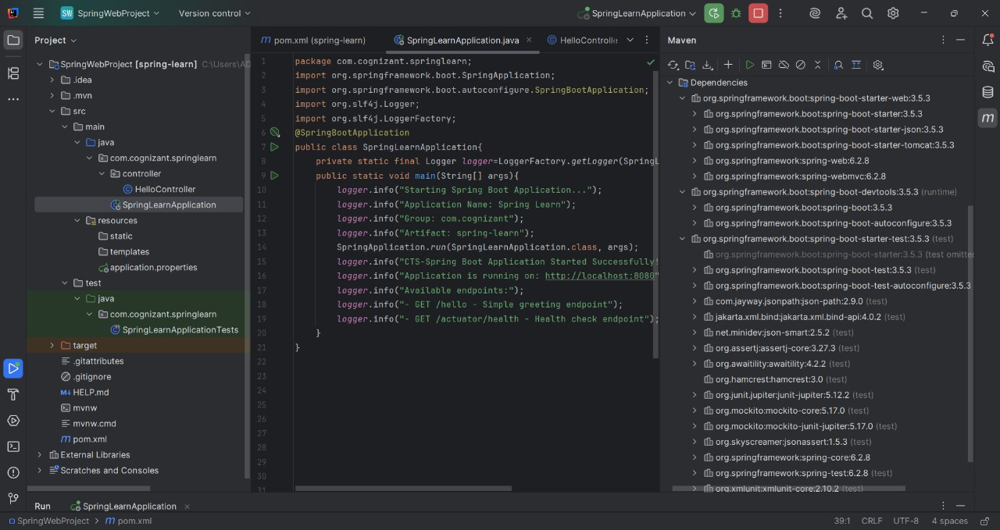 SW SpringWebProject
Version control
SpringLearnApplication
Project
SpringWebProject [spring-learn] C:\Users\AD
.idea
.mvn
src
main
java
com.cognizant.springlearn
controller
HelloController
SpringLearnApplication
resources
static
templates
application.properties
test
java
com.cognizant.springlearn
SpringLearnApplicationTests
target
.gitattributes
.gitignore
M↓ HELP.md
mvnw
mvnw.cmd
m pom.xml
External Libraries
Scratches and Consoles
m pom.xml (spring-learn)
SpringLearnApplication.java
HelloControlle
1 package com.cognizant.springlearn;
2 import org.springframework.boot.SpringApplication;
3 import org.springframework.boot.autoconfigure.SpringBootApplication;
4 import org.slf4j.Logger;
5 import org.slf4j.LoggerFactory;
6 @SpringBootApplication
7 public class SpringLearnApplication{
8 private static final Logger logger=LoggerFactory.getLogger(SpringL
9 public static void main(String[] args){
10 logger.info("Starting Spring Boot Application...");
11 logger.info("Application Name: Spring Learn");
12 logger.info("Group: com.cognizant");
13 logger.info("Artifact: spring-learn");
14 SpringApplication.run(SpringLearnApplication.class, args);
15 logger.info("CTS-Spring Boot Application Started Successfully!
16 logger.info("Application is running on: http://localhost:8080"
17 logger.info("Available endpoints:");
18 logger.info("- GET /hello - Simple greeting endpoint");
19 logger.info("- GET /actuator/health - Health check endpoint");
20 }
21 }
22
23
24
25
26
27
28
29
30
31
Maven
Dependencies
org.springframework.boot:spring-boot-starter-web:3.5.3
org.springframework.boot:spring-boot-starter:3.5.3
org.springframework.boot:spring-boot-starter-json:3.5.3
org.springframework.boot:spring-boot-starter-tomcat:3.5.3
org.springframework:spring-web:6.2.8
org.springframework:spring-webmvc:6.2.8
org.springframework.boot:spring-boot-devtools:3.5.3 (runtime)
org.springframework.boot:spring-boot:3.5.3
org.springframework.boot:spring-boot-autoconfigure:3.5.3
org.springframework.boot:spring-boot-starter-test:3.5.3 (test)
org.springframework.boot:spring-boot-starter:3.5.3 (test omitte
org.springframework.boot:spring-boot-test:3.5.3 (test)
org.springframework.boot:spring-boot-test-autoconfigure:3.5.3
com.jayway.jsonpath:json-path:2.9.0 (test)
jakarta.xml.bind:jakarta.xml.bind-api:4.0.2 (test)
net.minidev:json-smart:2.5.2 (test)
org.assertj:assertj-core:3.27.3 (test)
org.awaitility:awaitility:4.2.2 (test)
org.hamcrest:hamcrest:3.0 (test)
org.junit.jupiter:junit-jupiter:5.12.2 (test)
org.mockito:mockito-core:5.17.0 (test)
org.mockito:mockito-junit-jupiter:5.17.0 (test)
org.skyscreamer:jsonassert:1.5.3 (test)
org.springframework:spring-core:6.2.8
org.springframework:spring-test:6.2.8 (test)
org.xmlunit:xmlunit-core:2.10.2 (test)
m
Run SpringLearnApplication
SpringWebProject > m pom.xml
39:1 CRLF UTF-8 4 spaces